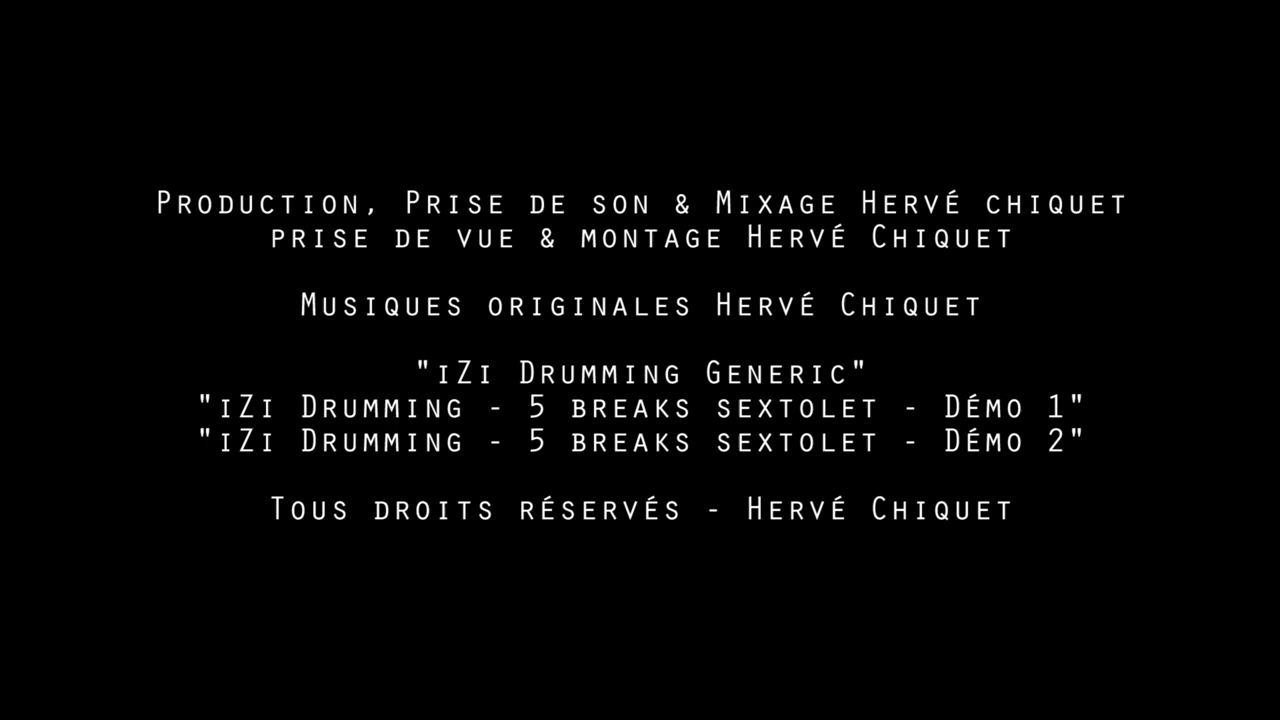 Production, Prise de son & Mixage Hervé chiquet
prise de vue & montage Hervé Chiquet
Musiques originales Hervé Chiquet
"iZi Drumming Generic"
"iZi Drumming - 5 breaks sextolet - Démo 1"
"iZi Drumming - 5 breaks sextolet - Démo 2"
Tous droits réservés - Hervé Chiquet